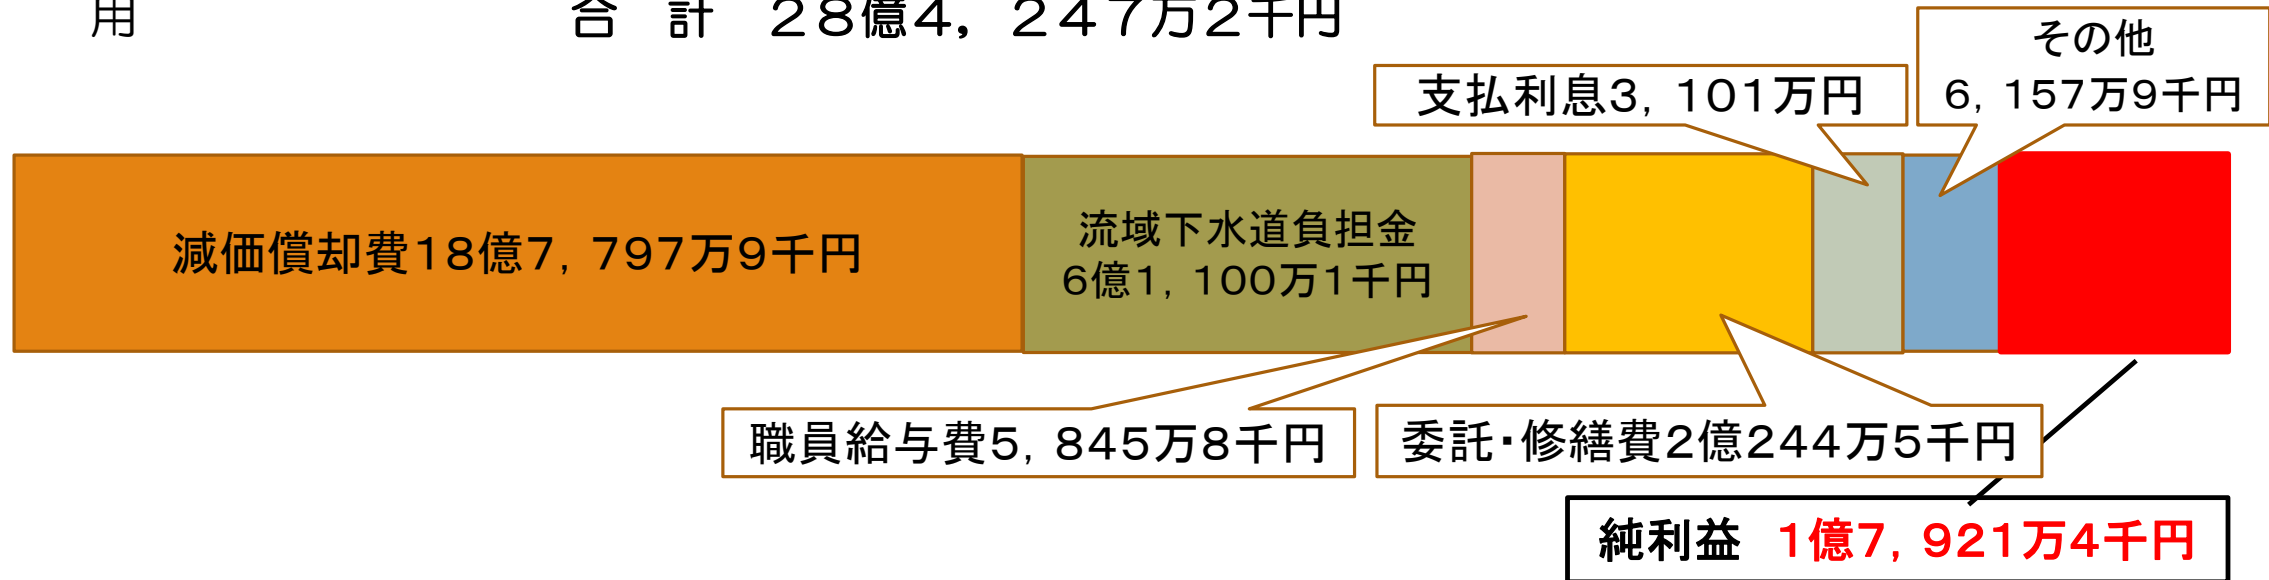 用
合　計　２８億４，２４７万２千円
その他
6，157万9千円
支払利息3，101万円
減価償却費18億7，797万9千円
流域下水道負担金
6億1，100万1千円
職員給与費5，845万8千円
委託・修繕費2億244万5千円
純利益　1億7，921万4千円